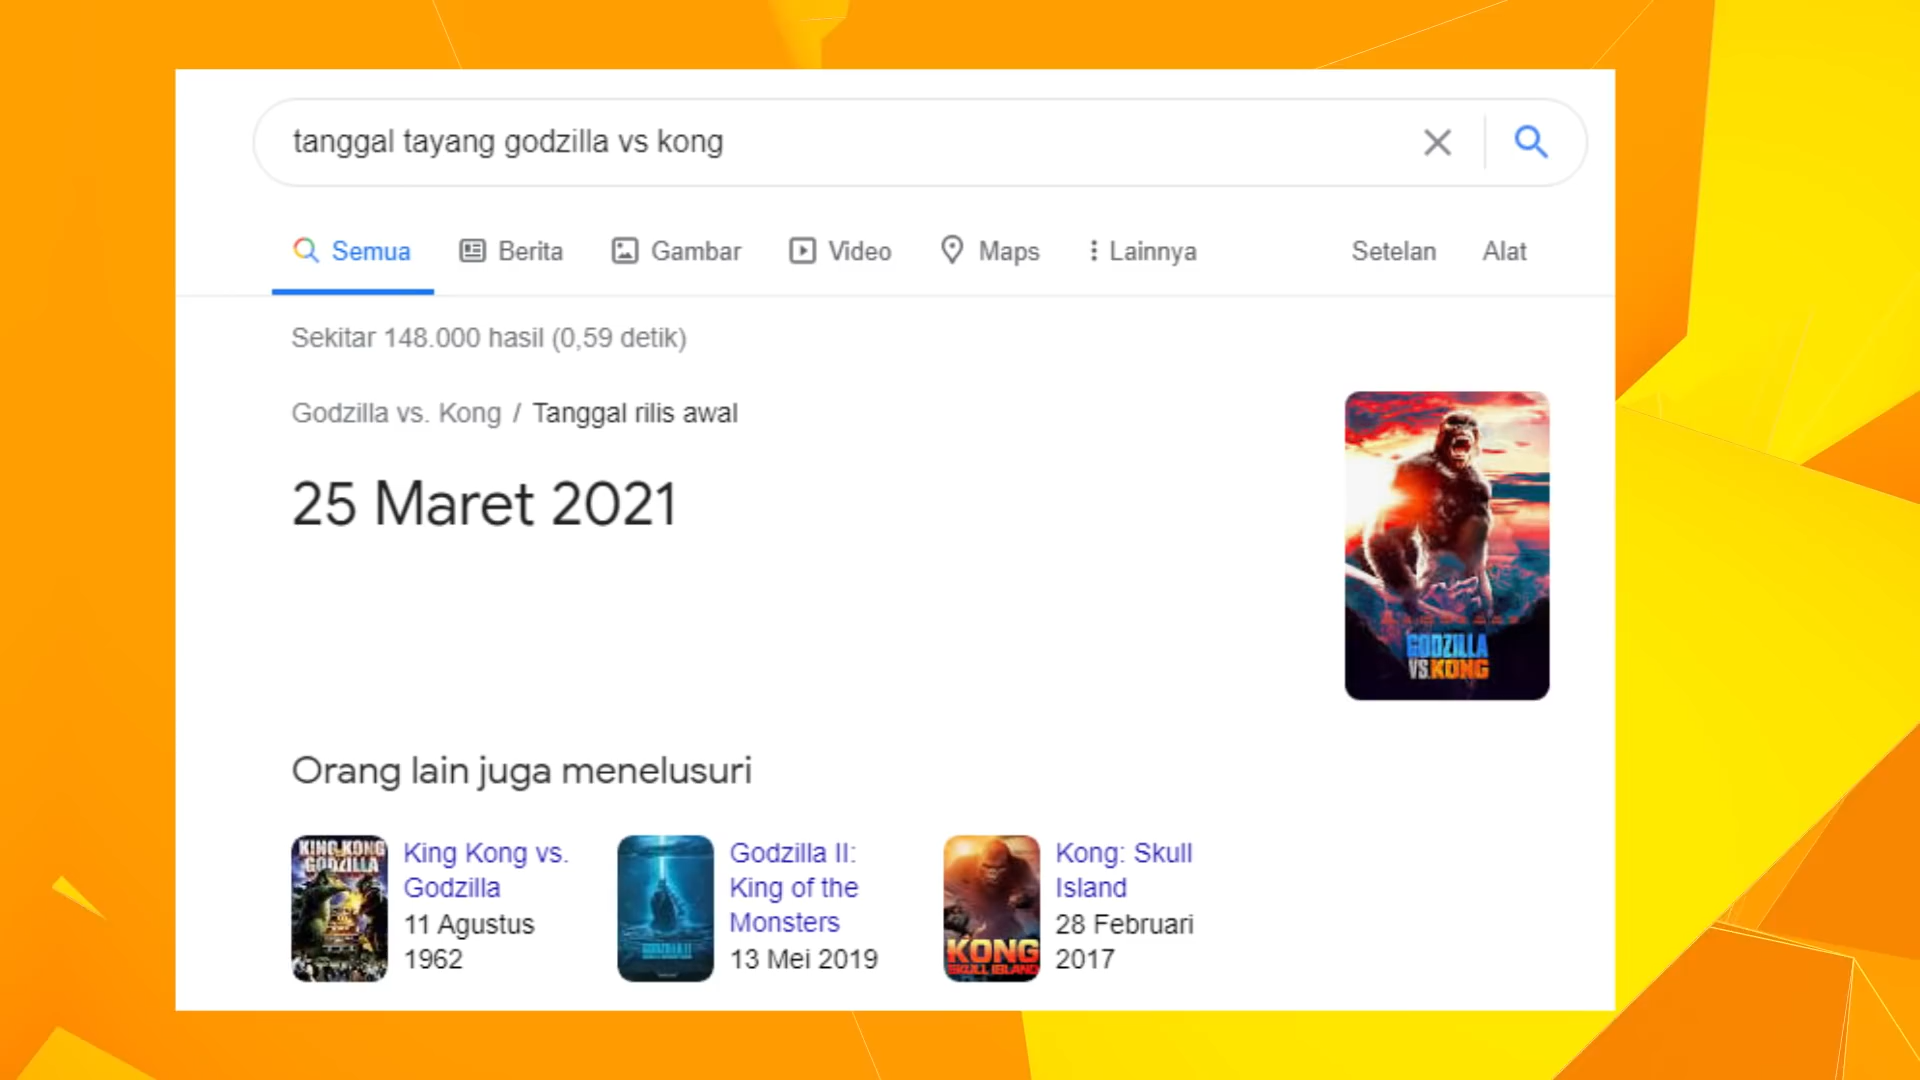 tanggal tayang godzilla vs kong
Semua Berita Gambar Video Maps Lainnya Setelan Alat
Sekitar 148.000 hasil (0,59 detik)
Godzilla vs. Kong / Tanggal rilis awal
25 Maret 2021
GODZILLA
VS. KONG
Orang lain juga menelusuri
KING KONG
GODZILLA
King Kong vs.
Godzilla
11 Agustus
1962
Godzilla II:
King of the
Monsters
13 Mei 2019
KONG
SKULL ISLAND
Kong: Skull
Island
28 Februari
2017